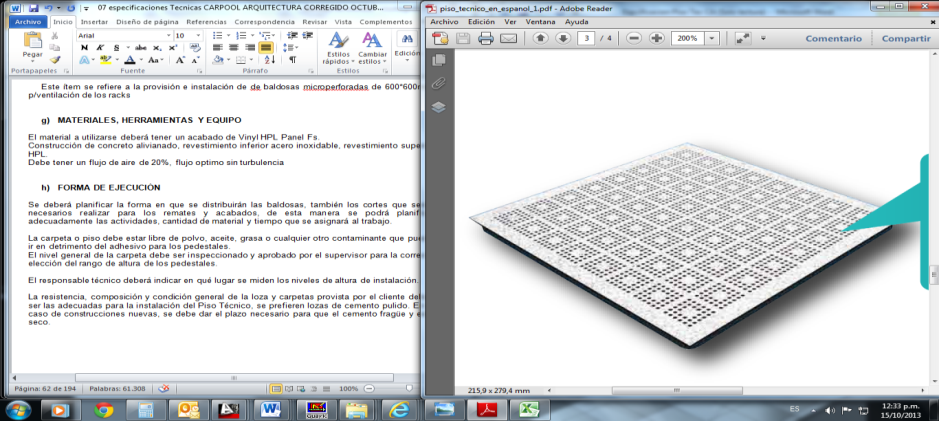 07 especificaciones Tecnicas CARPOOL ARQUITECTURA CORREGIDO OCTUB...
Archivo Inicio Insertar Diseño de página Referencias Correspondencia Revisar Vista Complementos
Arial 10
Pegar
N K S abc x₂ x²
Aa
Estilos rápidos
Cambiar estilos
Edición
Portapapeles Fuente Párrafo Estilos
Este ítem se refiere a la provisión e instalación de de baldosas microperforadas de 600*600
p/ventilación de los racks
g) MATERIALES, HERRAMIENTAS Y EQUIPO
El material a utilizarse deberá tener un acabado de Vinyl HPL Panel Fs.
Construcción de concreto alivianado, revestimiento inferior acero inoxidable, revestimiento supe
HPL.
Debe tener un flujo de aire de 20%, flujo optimo sin turbulencia
h) FORMA DE EJECUCIÓN
Se deberá planificar la forma en que se distribuirán las baldosas, también los cortes que se
necesarios realizar para los remates y acabados, de esta manera se podrá planif
adecuadamente las actividades, cantidad de material y tiempo que se asignará al trabajo.
La carpeta o piso debe estar libre de polvo, aceite, grasa o cualquier otro contaminante que pu
ir en detrimento del adhesivo para los pedestales.
El nivel general de la carpeta debe ser inspeccionado y aprobado por el supervisor para la corre
elección del rango de altura de los pedestales.
El responsable técnico deberá indicar en qué lugar se miden los niveles de altura de instalación.
La resistencia, composición y condición general de la loza y carpetas provista por el cliente de
ser las adecuadas para la instalación del Piso Técnico, se prefieren lozas de cemento pulido. E
caso de construcciones nuevas, se debe dar el plazo necesario para que el cemento fragüe y e
seco.
Página: 62 de 194 Palabras: 61.308 100%
piso_tecnico_en_espanol_1.pdf - Adobe Reader
Archivo Edición Ver Ventana Ayuda
3 / 4 200% Comentario Compartir
215,9 x 279,4 mm
ES 12:33 p.m.
15/10/2013